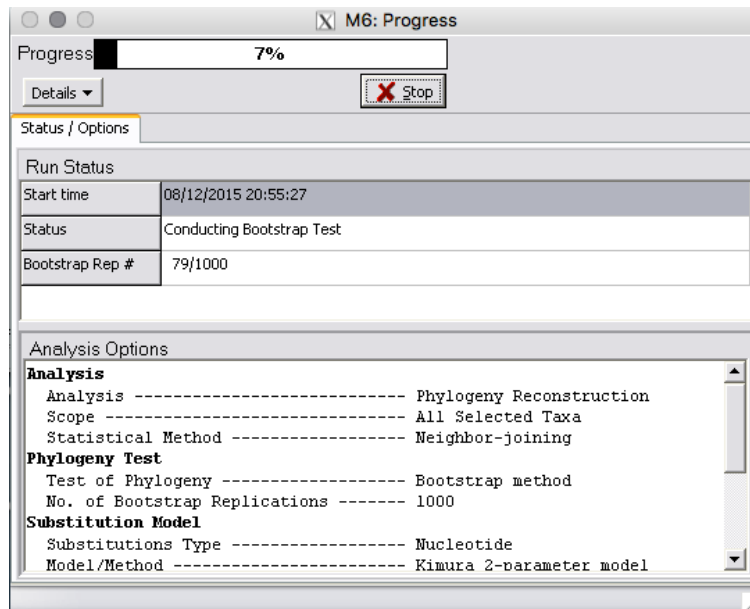 M6: Progress
Progress 7%
Details
Stop
Status / Options
Run Status
Start time 08/12/2015 20:55:27
Status Conducting Bootstrap Test
Bootstrap Rep # 79/1000
Analysis Options
Analysis
Analysis ---------------------------- Phylogeny Reconstruction
Scope ------------------------------- All Selected Taxa
Statistical Method ------------------ Neighbor-joining
Phylogeny Test
Test of Phylogeny ------------------- Bootstrap method
No. of Bootstrap Replications ------- 1000
Substitution Model
Substitutions Type ------------------ Nucleotide
Model/Method ------------------------ Kimura 2-parameter model